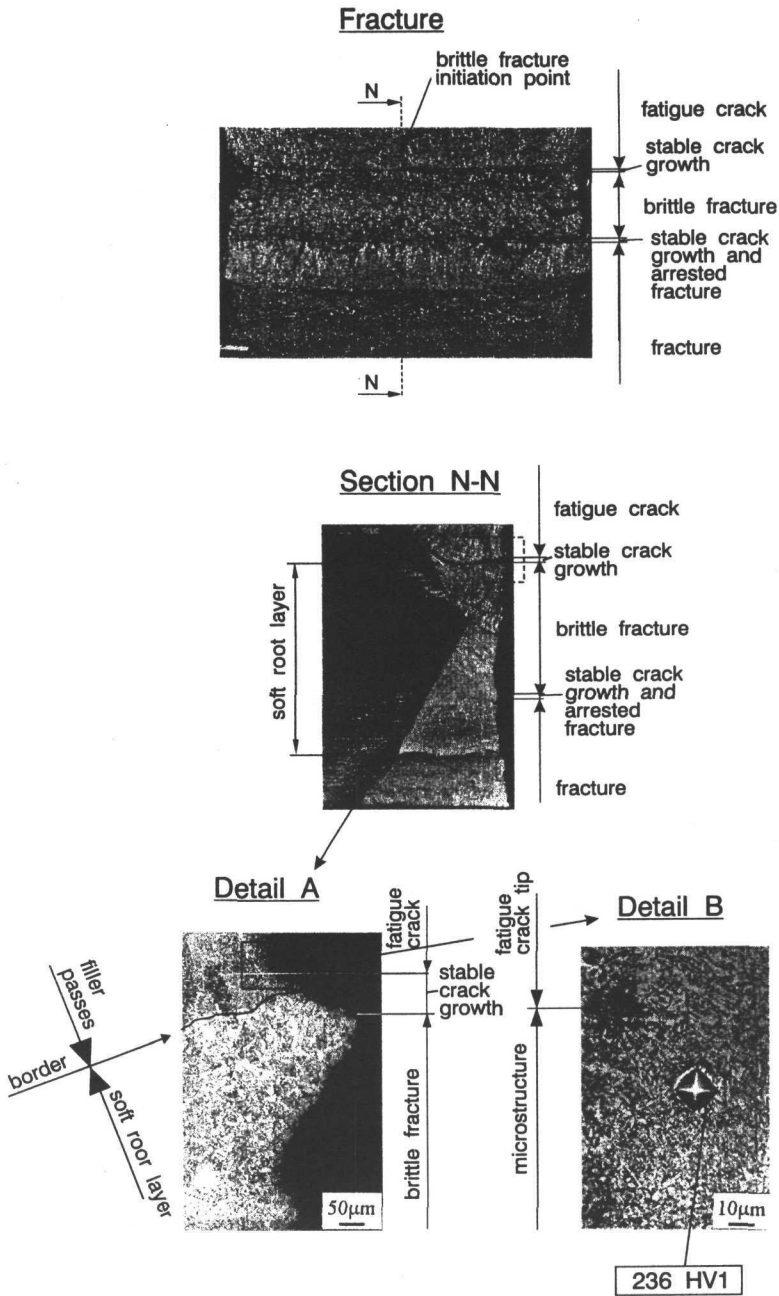 Fracture
brittle fracture
initiation point
N
fatigue crack
stable crack
growth
brittle fracture
stable crack
growth and
arrested
fracture
fracture
N
Section N-N
fatigue crack
stable crack
growth
soft root layer
brittle fracture
stable crack
growth and
arrested
fracture
fracture
Detail A
fatigue
crack
stable
crack
growth
brittle fracture
filler
passes
border
soft roor layer
50μm
Detail B
fatigue
crack tip
microstructure
10μm
236 HV1